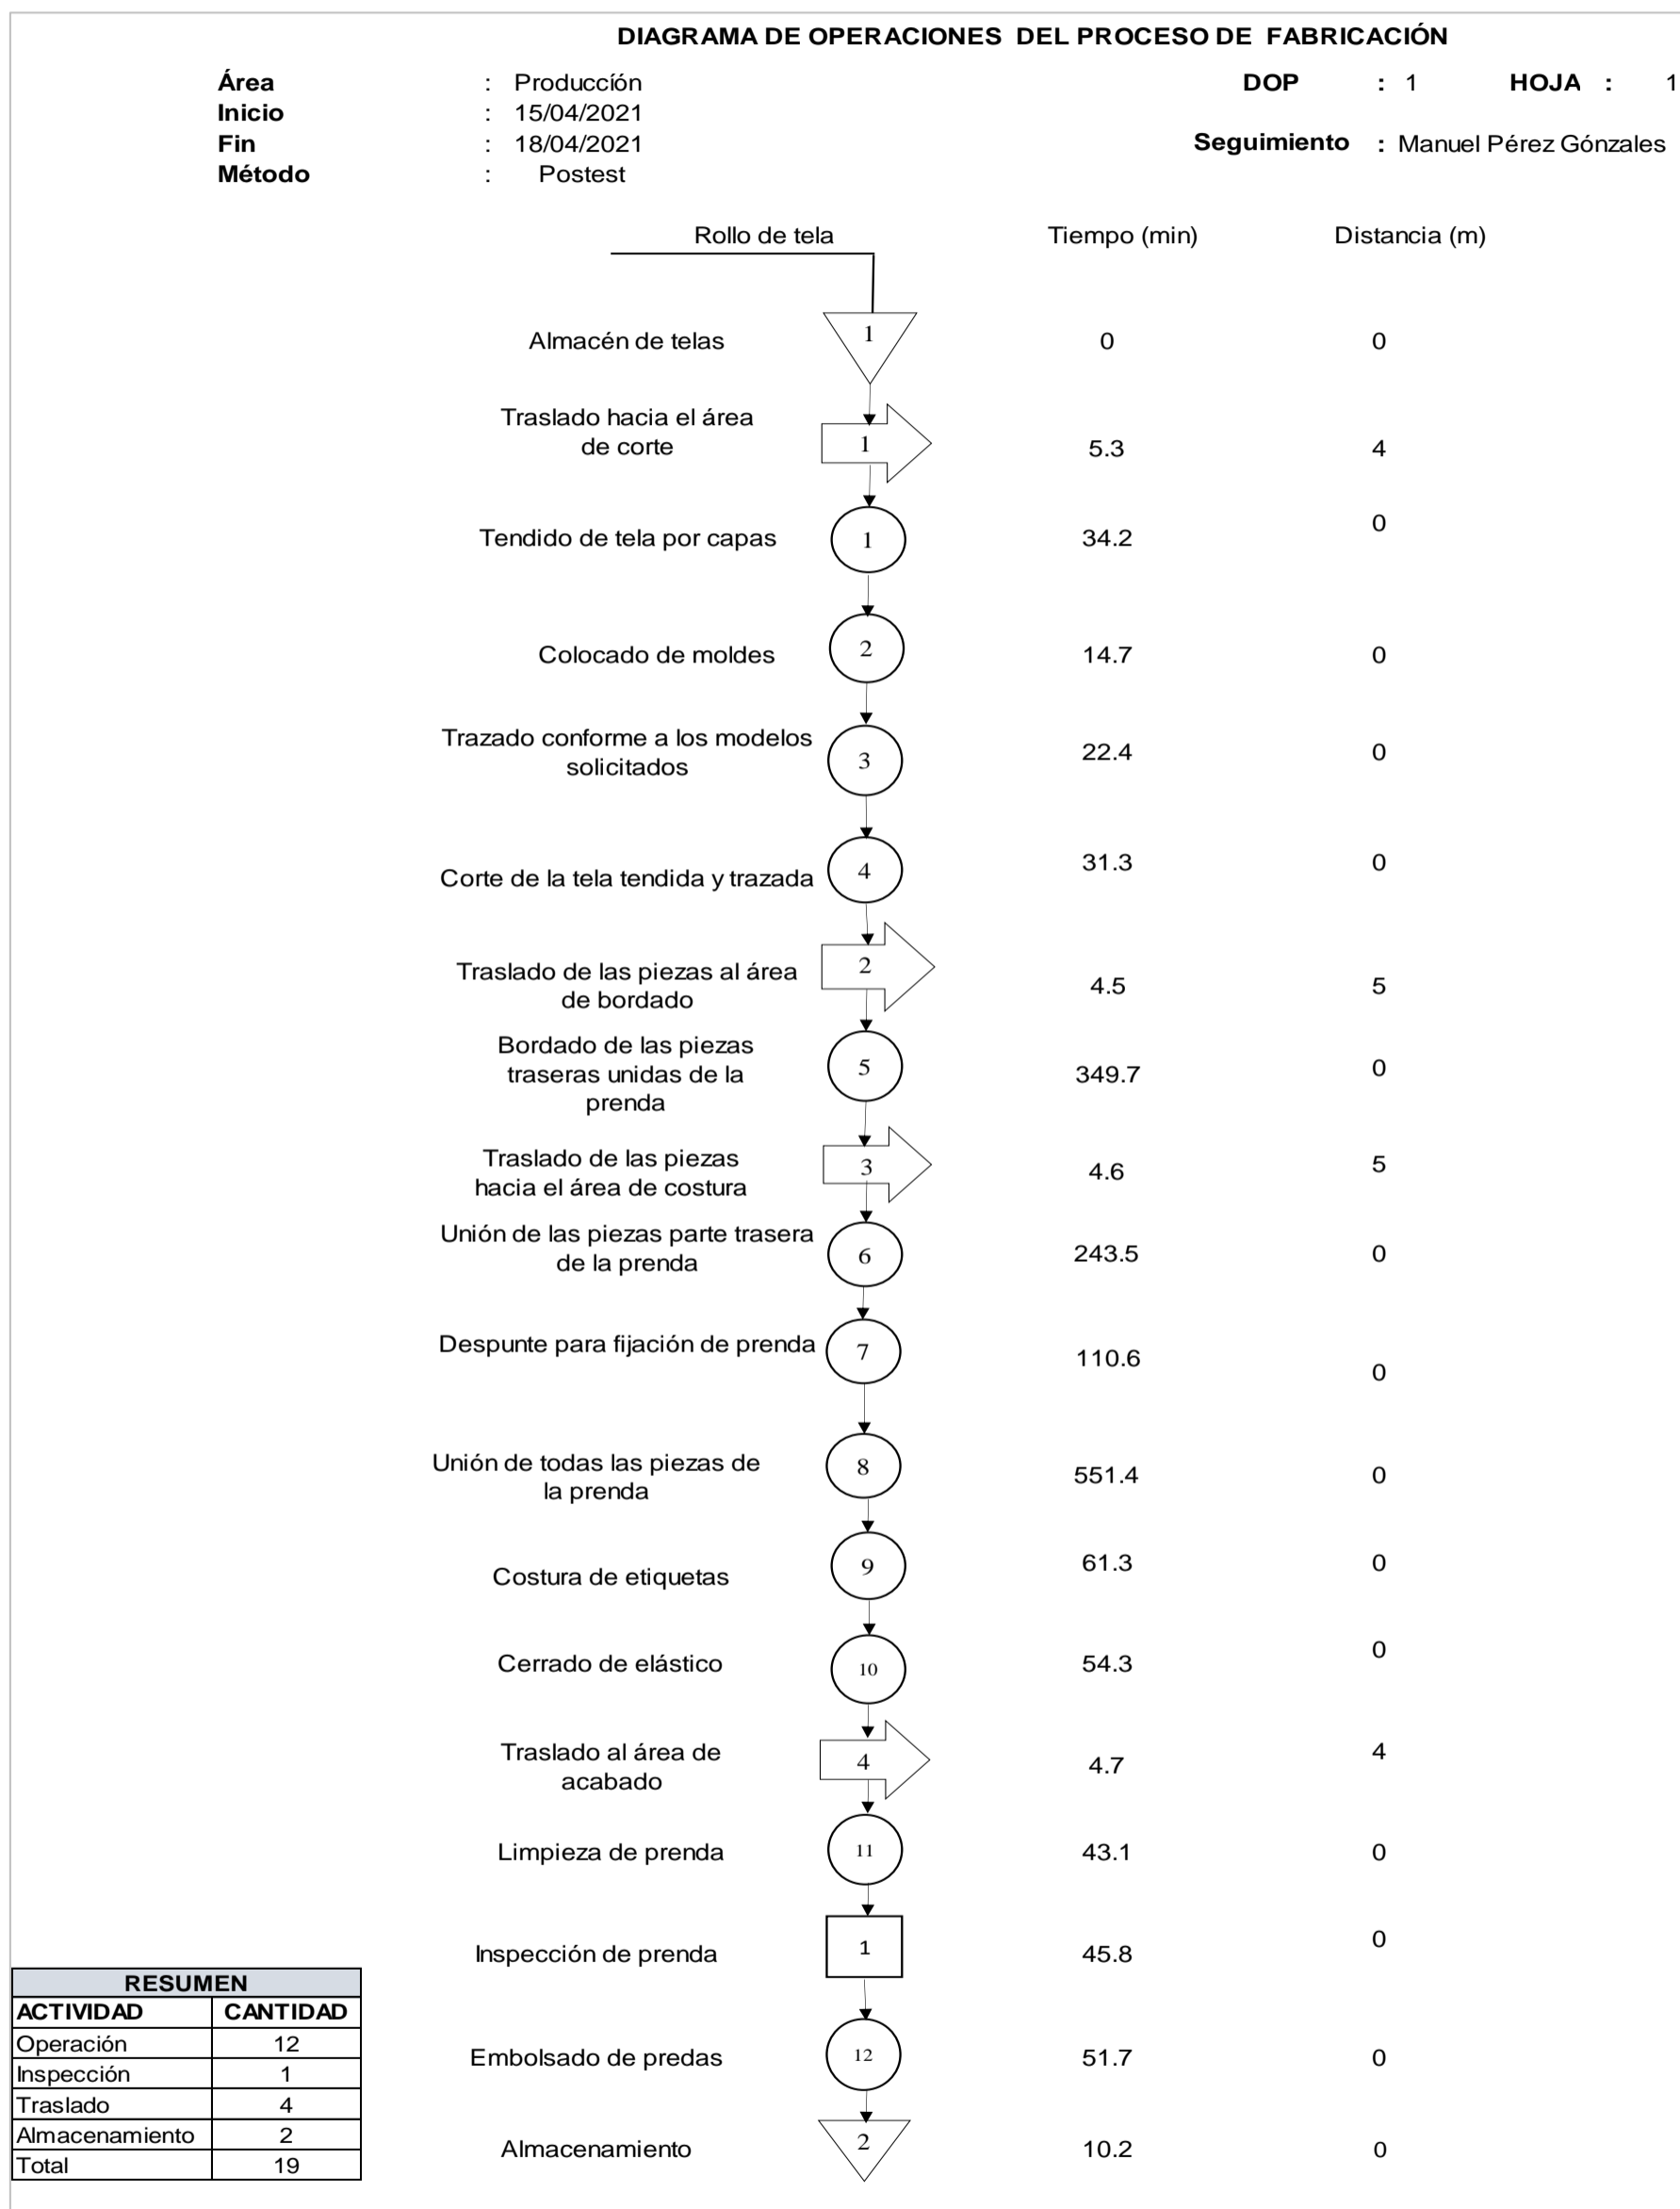 DIAGRAMA DE OPERACIONES DEL PROCESO DE FABRICACIÓN
Área : Produccíón DOP : 1 HOJA : 1
Inicio : 15/04/2021
Fin : 18/04/2021 Seguimiento : Manuel Pérez Gónzales
Método : Postest
Rollo de tela Tiempo (min) Distancia (m)
Almacén de telas 1 0 0
Traslado hacia el área
de corte 1 5.3 4
Tendido de tela por capas 1 34.2 0
Colocado de moldes 2 14.7 0
Trazado conforme a los modelos
solicitados 3 22.4 0
Corte de la tela tendida y trazada 4 31.3 0
Traslado de las piezas al área
de bordado 2 4.5 5
Bordado de las piezas
traseras unidas de la
prenda 5 349.7 0
Traslado de las piezas
hacia el área de costura 3 4.6 5
Unión de las piezas parte trasera
de la prenda 6 243.5 0
Despunte para fijación de prenda 7 110.6 0
Unión de todas las piezas de
la prenda 8 551.4 0
Costura de etiquetas 9 61.3 0
Cerrado de elástico 10 54.3 0
Traslado al área de
acabado 4 4.7 4
Limpieza de prenda 11 43.1 0
Inspección de prenda 1 45.8 0
Embolsado de predas 12 51.7 0
Almacenamiento 2 10.2 0
RESUMEN
ACTIVIDAD CANTIDAD
Operación 12
Inspección 1
Traslado 4
Almacenamiento 2
Total 19